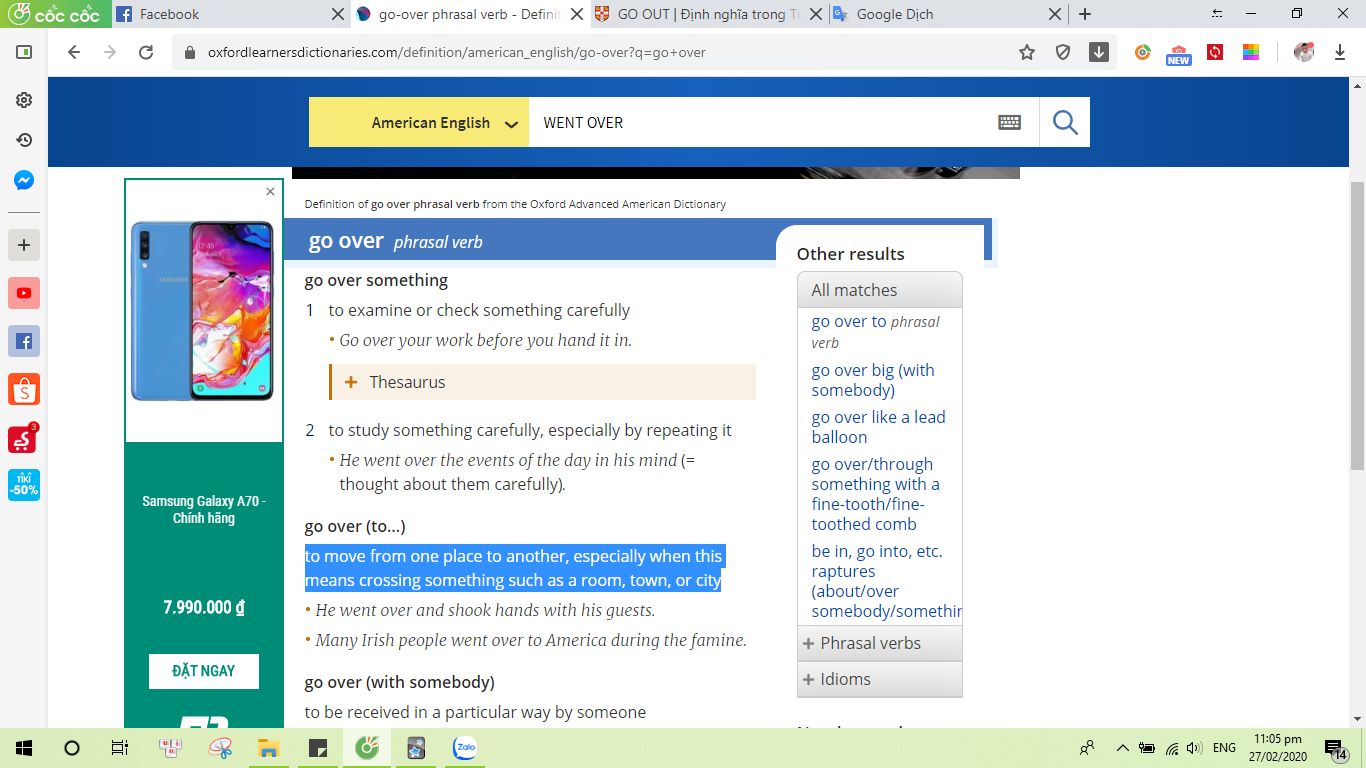 cốc cốc
Facebook
go-over phrasal verb - Defini
GO OUT | Định nghĩa trong T
Google Dịch
oxfordlearnersdictionaries.com/definition/american_english/go-over?q=go+over
NEW
American English
WENT OVER
Definition of go over phrasal verb from the Oxford Advanced American Dictionary
go over phrasal verb
go over something
1 to examine or check something carefully
• Go over your work before you hand it in.
+ Thesaurus
2 to study something carefully, especially by repeating it
• He went over the events of the day in his mind (=
thought about them carefully).
go over (to…)
to move from one place to another, especially when this
means crossing something such as a room, town, or city
• He went over and shook hands with his guests.
• Many Irish people went over to America during the famine.
go over (with somebody)
to be received in a particular way by someone
Other results
All matches
go over to phrasal
verb
go over big (with
somebody)
go over like a lead
balloon
go over/through
something with a
fine-tooth/fine-
toothed comb
be in, go into, etc.
raptures
(about/over
somebody/somethin
+ Phrasal verbs
+ Idioms
12:45
SAMSUNG
Samsung Galaxy A70 -
Chính hãng
7.990.000 ₫
ĐẶT NGAY
3
TIKI
-50%
Zalo
ENG
11:05 pm
27/02/2020
14